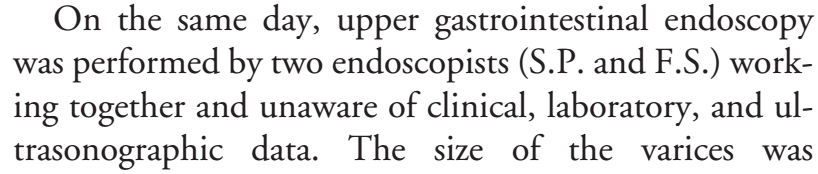 On the same day, upper gastrointestinal endoscopy
was performed by two endoscopists (S.P. and F.S.) work-
ing together and unaware of clinical, laboratory, and ul-
trasonographic data. The size of the varices was